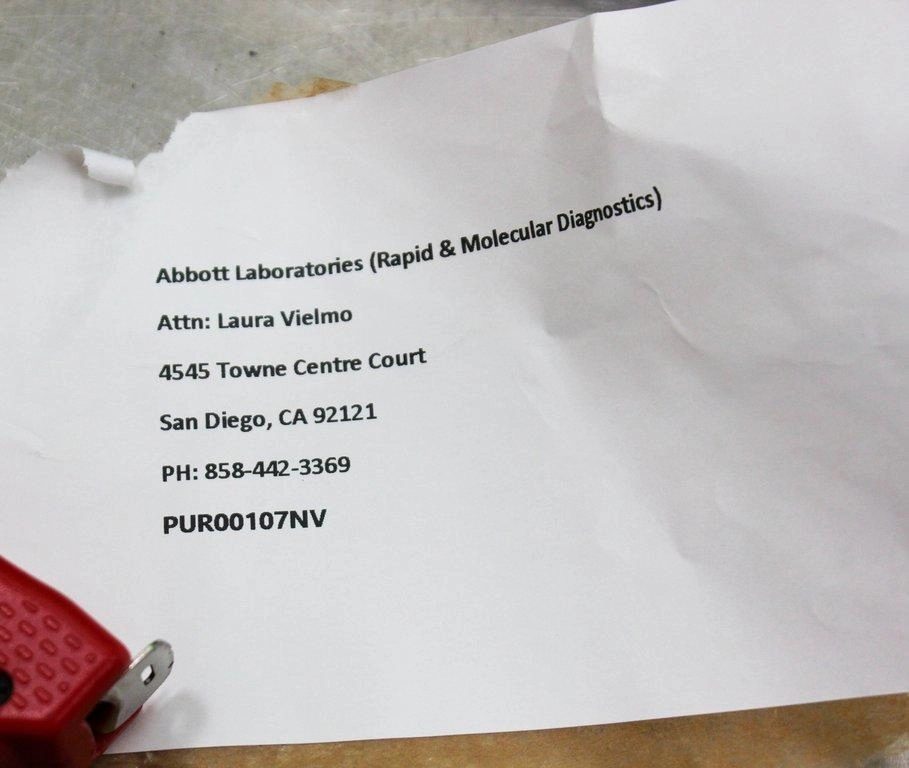 Abbott Laboratories (Rapid & Molecular Diagnostics)
Attn: Laura Vielmo
4545 Towne Centre Court
San Diego, CA 92121
PH: 858-442-3369
PUR00107NV